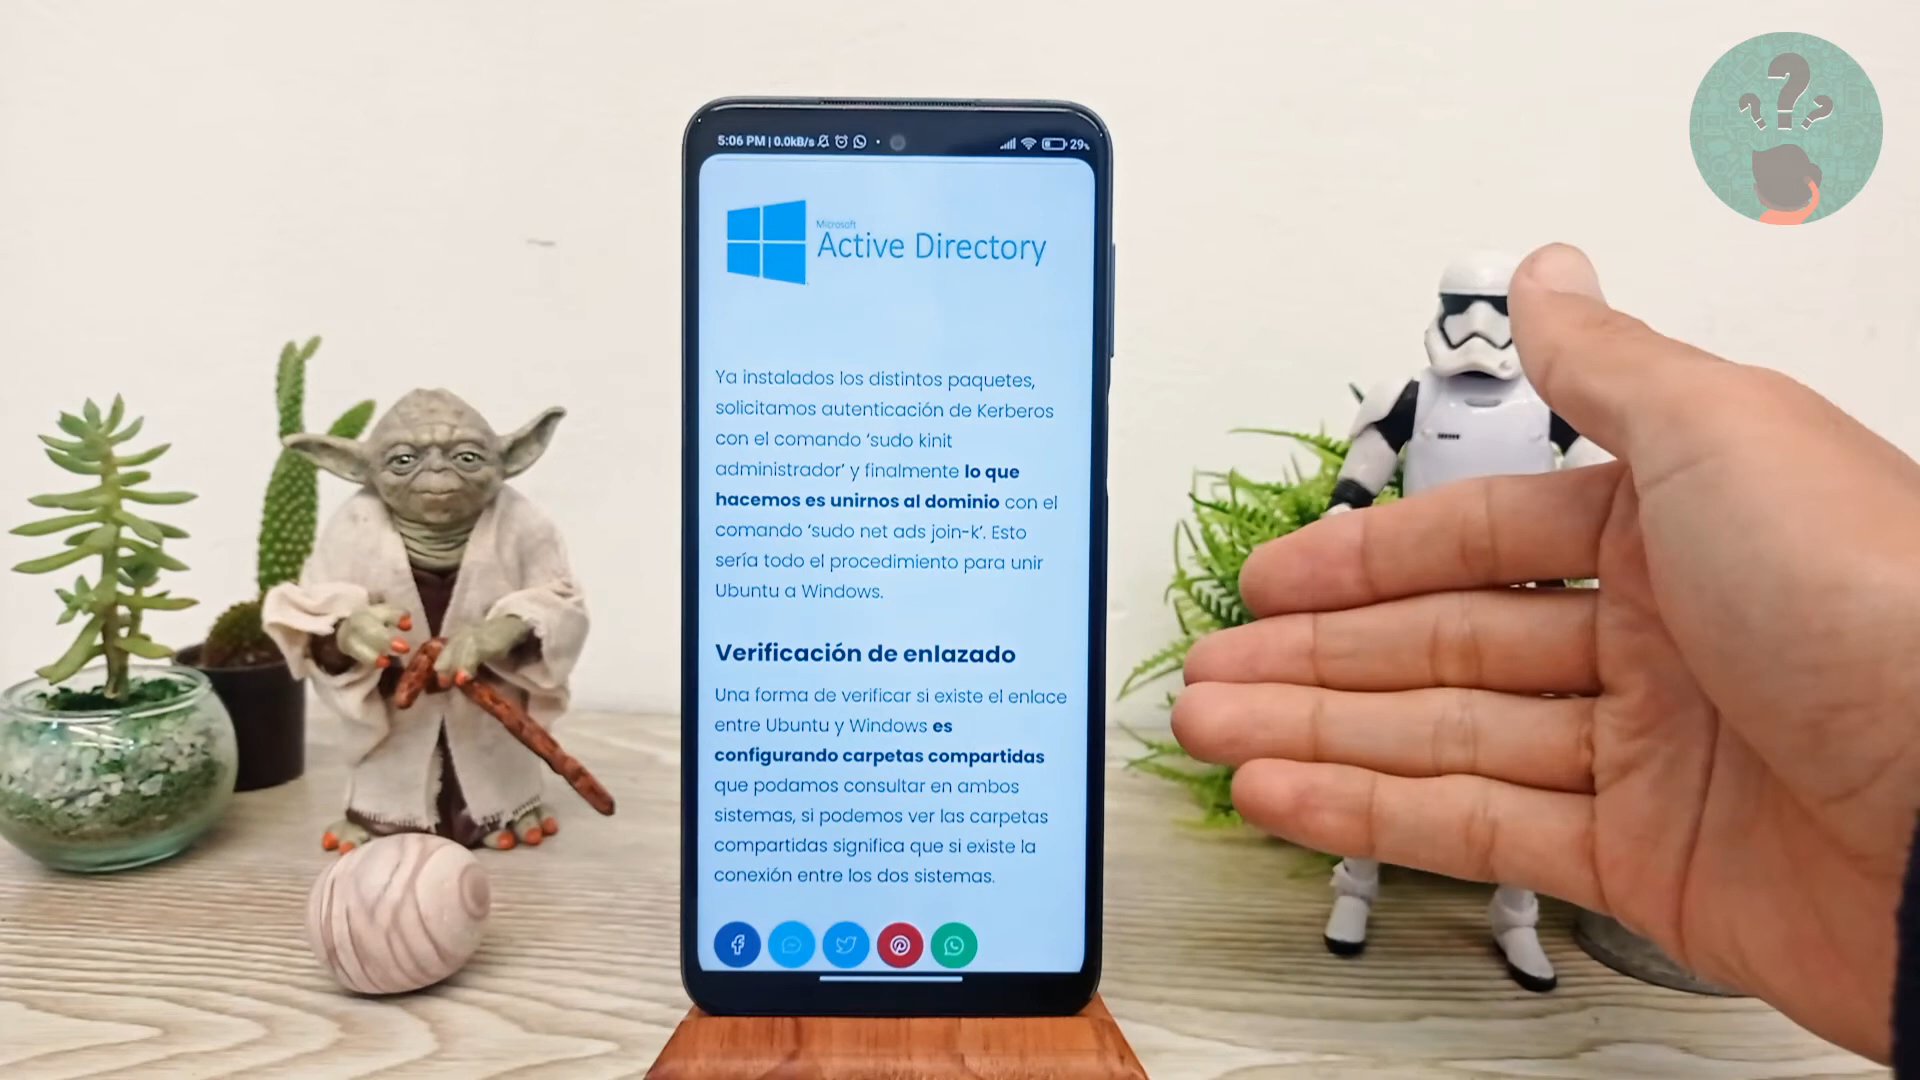 5:06 PM | 0.0kB/s
29%
Microsoft
Active Directory
Ya instalados los distintos paquetes,
solicitamos autenticación de Kerberos
con el comando ‘sudo kinit
administrador’ y finalmente lo que
hacemos es unirnos al dominio con el
comando ‘sudo net ads join-k’. Esto
sería todo el procedimiento para unir
Ubuntu a Windows.
Verificación de enlazado
Una forma de verificar si existe el enlace
entre Ubuntu y Windows es
configurando carpetas compartidas
que podamos consultar en ambos
sistemas, si podemos ver las carpetas
compartidas significa que si existe la
conexión entre los dos sistemas.